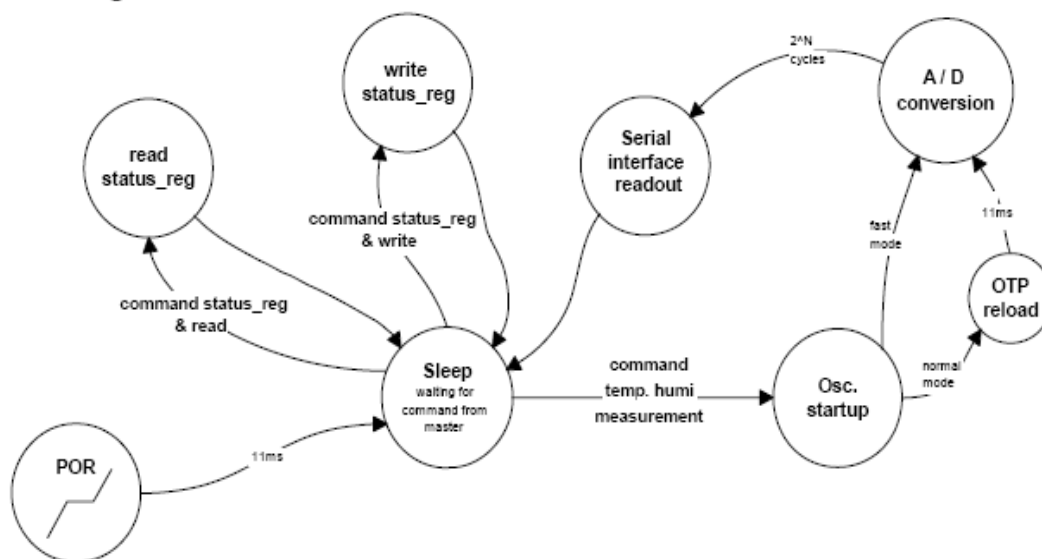 write
status_reg
read
status_reg
2^N
cycles
A / D
conversion
Serial
interface
readout
command status_reg
& write
command status_reg
& read
fast
mode
11ms
OTP
reload
Sleep
waiting for
command from
master
command
temp. humi
measurement
Osc.
startup
normal
mode
POR
11ms